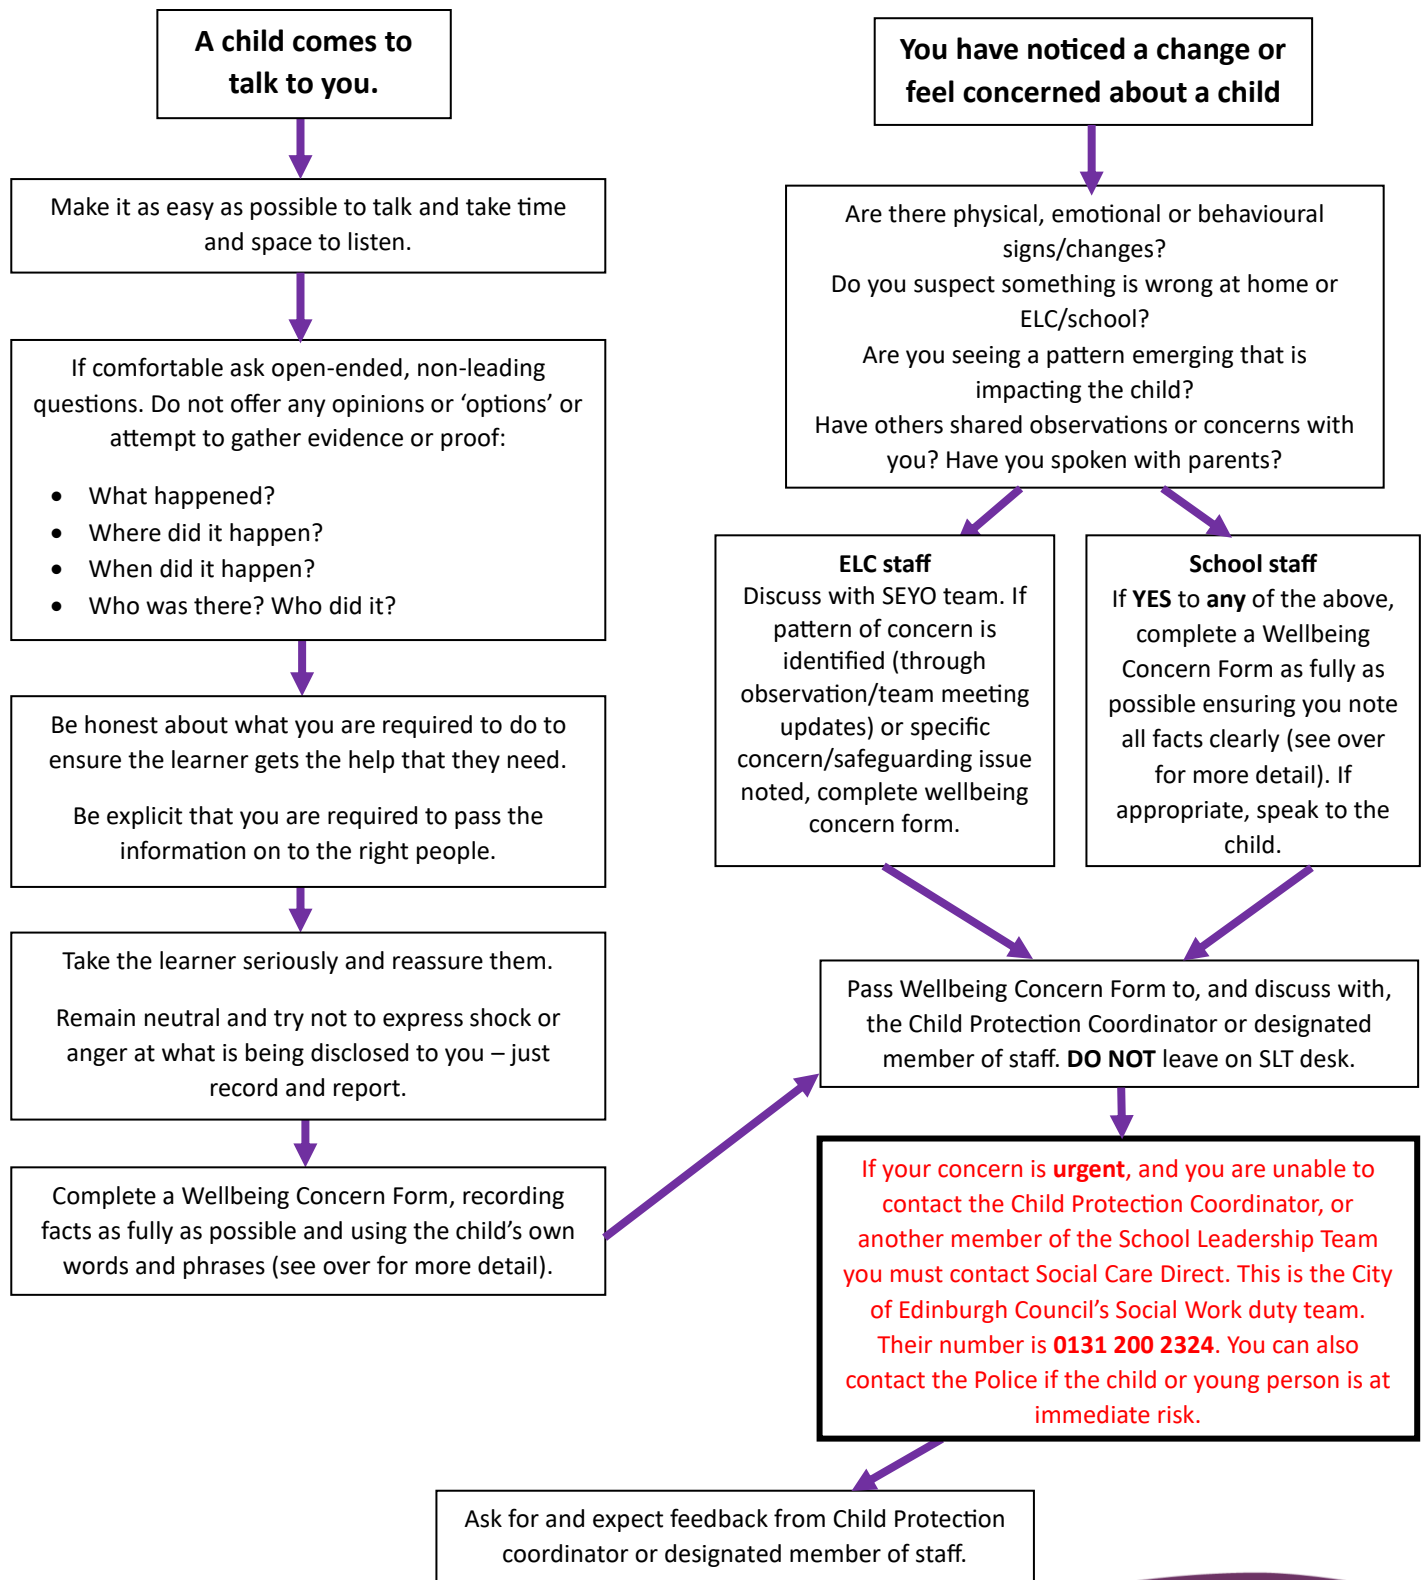 A child comes to
talk to you.
Make it as easy as possible to talk and take time
and space to listen.
If comfortable ask open-ended, non-leading
questions. Do not offer any opinions or ‘options’ or
attempt to gather evidence or proof:
• What happened?
• Where did it happen?
• When did it happen?
• Who was there? Who did it?
Be honest about what you are required to do to
ensure the learner gets the help that they need.
Be explicit that you are required to pass the
information on to the right people.
Take the learner seriously and reassure them.
Remain neutral and try not to express shock or
anger at what is being disclosed to you – just
record and report.
Complete a Wellbeing Concern Form, recording
facts as fully as possible and using the child’s own
words and phrases (see over for more detail).
You have noticed a change or
feel concerned about a child
Are there physical, emotional or behavioural
signs/changes?
Do you suspect something is wrong at home or
ELC/school?
Are you seeing a pattern emerging that is
impacting the child?
Have others shared observations or concerns with
you? Have you spoken with parents?
ELC staff
Discuss with SEYO team. If
pattern of concern is
identified (through
observation/team meeting
updates) or specific
concern/safeguarding issue
noted, complete wellbeing
concern form.
School staff
If YES to any of the above,
complete a Wellbeing
Concern Form as fully as
possible ensuring you note
all facts clearly (see over
for more detail). If
appropriate, speak to the
child.
Pass Wellbeing Concern Form to, and discuss with,
the Child Protection Coordinator or designated
member of staff. DO NOT leave on SLT desk.
If your concern is urgent, and you are unable to
contact the Child Protection Coordinator, or
another member of the School Leadership Team
you must contact Social Care Direct. This is the City
of Edinburgh Council’s Social Work duty team.
Their number is 0131 200 2324. You can also
contact the Police if the child or young person is at
immediate risk.
Ask for and expect feedback from Child Protection
coordinator or designated member of staff.